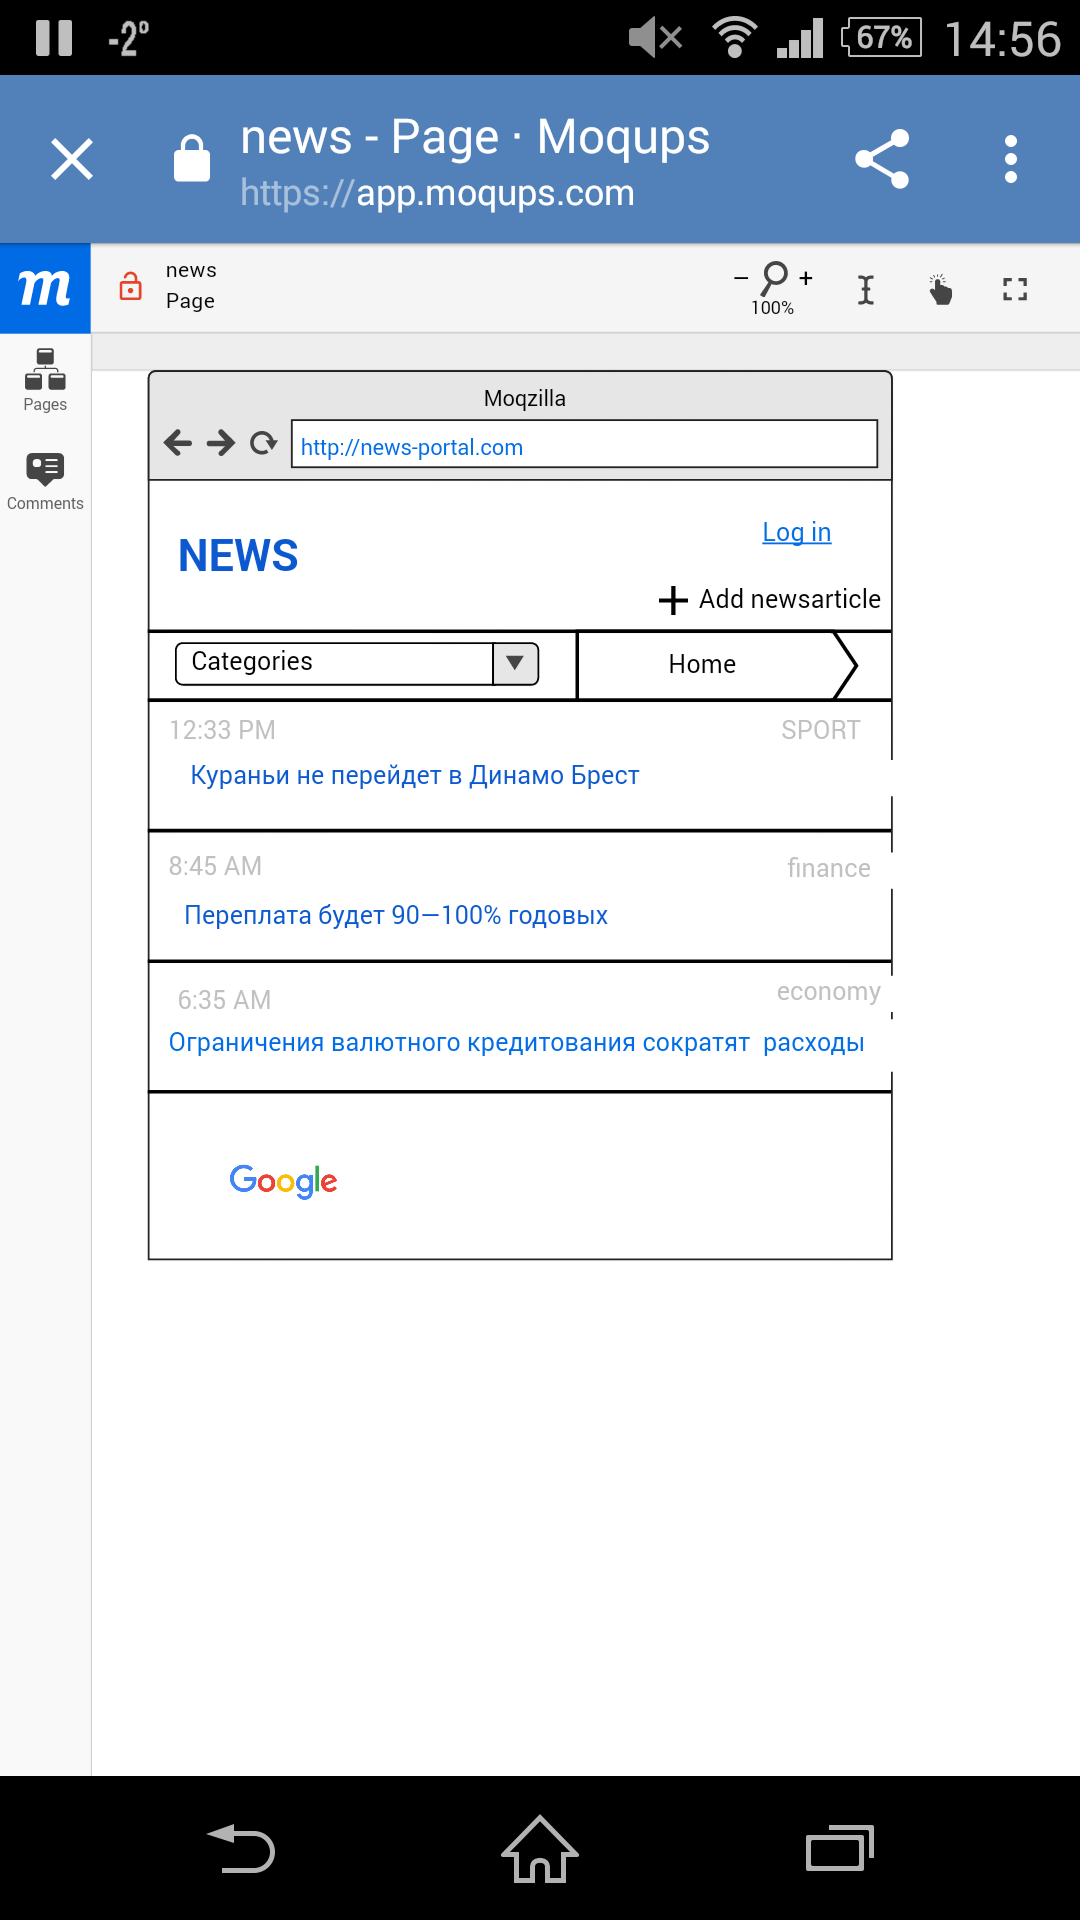 -2°
67%
14:56
news - Page · Moqups
https://app.moqups.com
m
news
Page
100%
Pages
Comments
Moqzilla
http://news-portal.com
NEWS
Log in
Add newsarticle
Categories
Home
12:33 PM
SPORT
Кураньи не перейдет в Динамо Брест
8:45 AM
finance
Переплата будет 90—100% годовых
6:35 AM
economy
Ограничения валютного кредитования сократят расходы
Google